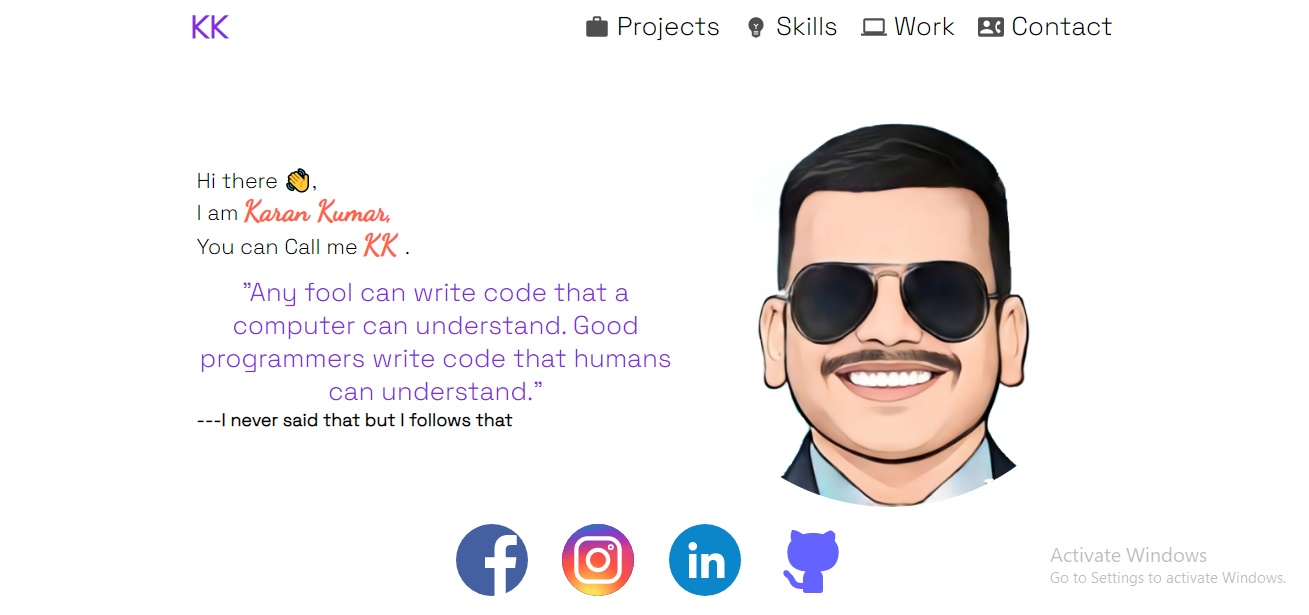 KK
Projects
Skills
Work
Contact
Hi there 👋,
I am Karan Kumar,
You can Call me KK .
"Any fool can write code that a
computer can understand. Good
programmers write code that humans
can understand."
---I never said that but I follows that
in
Activate Windows
Go to Settings to activate Windows.